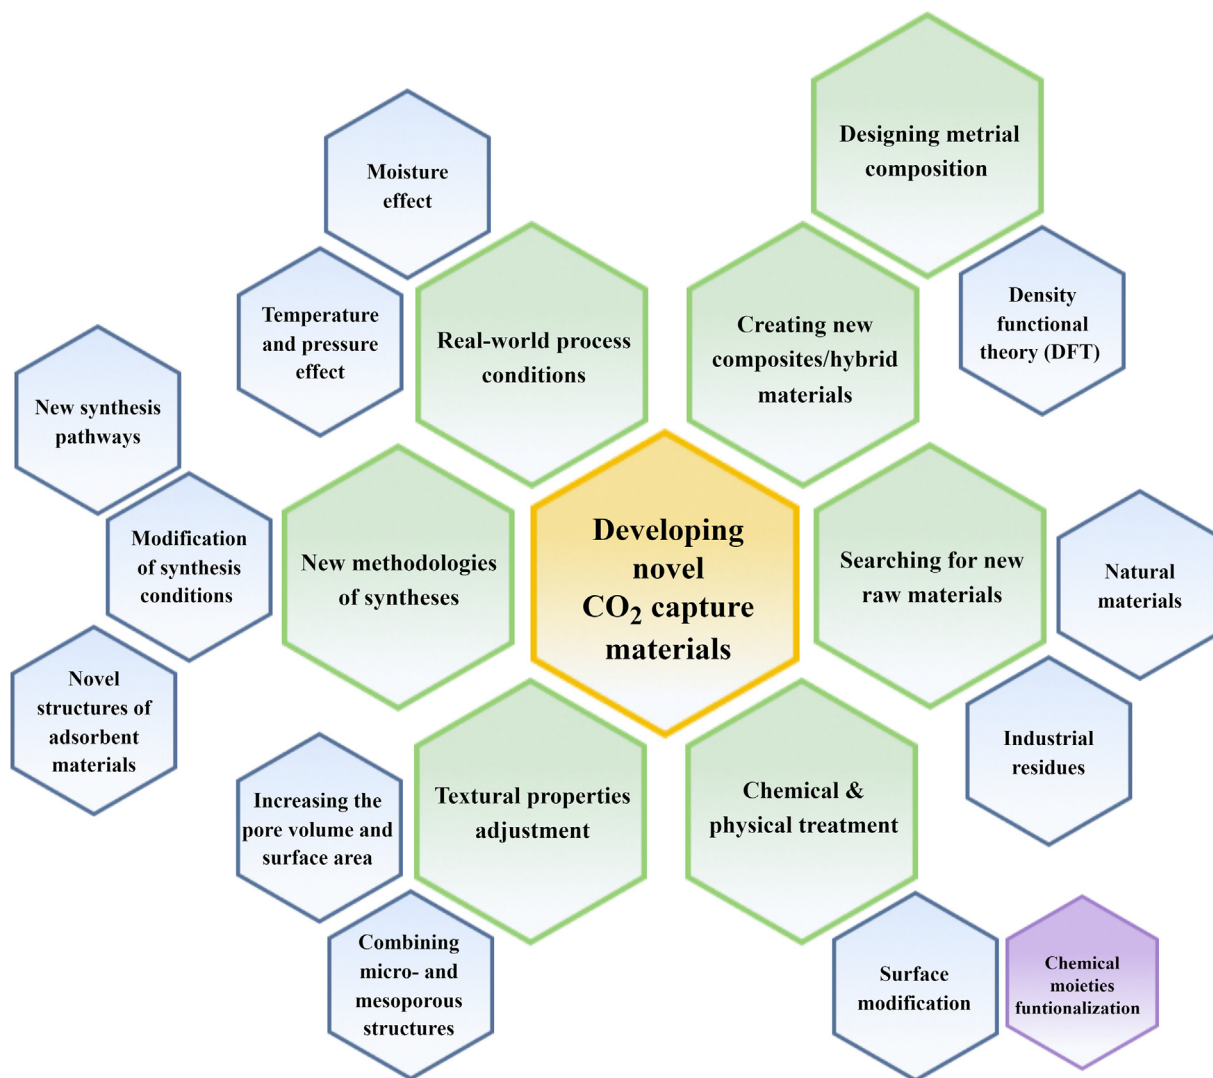 Designing metrial
composition
Moisture
effect
Density
functional
theory (DFT)
Temperature
and pressure
effect
Real-world process
conditions
Creating new
composites/hybrid
materials
New synthesis
pathways
Modification
of synthesis
conditions
New methodologies
of syntheses
Developing
novel
CO₂ capture
materials
Searching for new
raw materials
Natural
materials
Novel
structures of
adsorbent
materials
Industrial
residues
Increasing the
pore volume and
surface area
Textural properties
adjustment
Chemical &
physical treatment
Combining
micro- and
mesoporous
structures
Surface
modification
Chemical
moieties
funtionalization